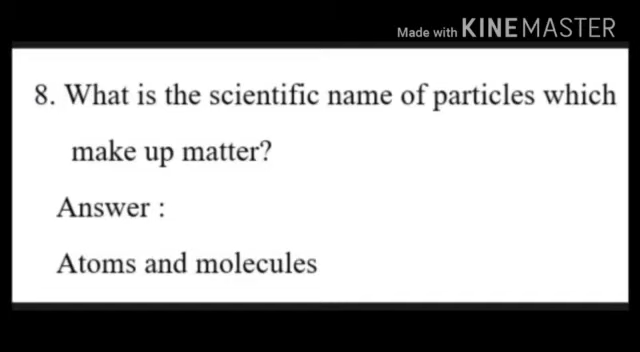 Made with KINEMASTER
8. What is the scientific name of particles which
make up matter?
Answer :
Atoms and molecules